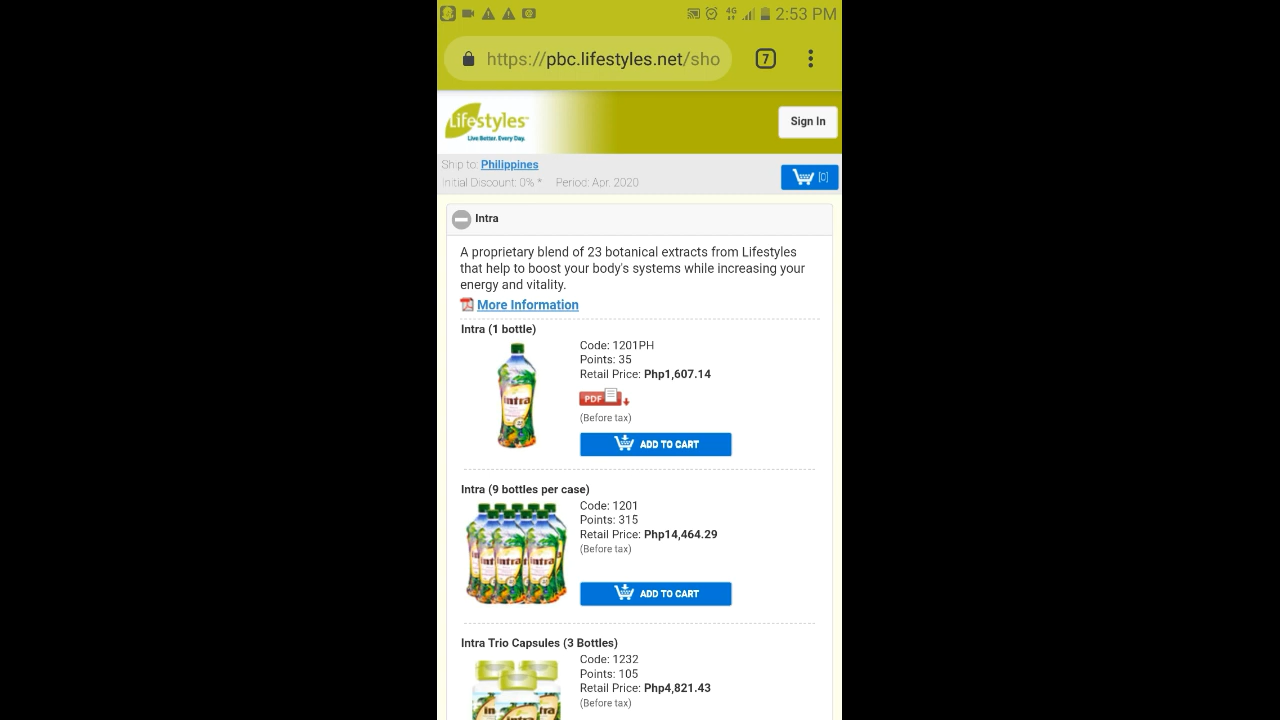 4G 2:53 PM
https://pbc.lifestyles.net/sho
7
Lifestyles
Live Better. Every Day.
Sign In
Ship to: Philippines
Initial Discount: 0% * Period: Apr. 2020
[0]
Intra
A proprietary blend of 23 botanical extracts from Lifestyles
that help to boost your body's systems while increasing your
energy and vitality.
More Information
Intra (1 bottle)
intra
Code: 1201PH
Points: 35
Retail Price: Php1,607.14
PDF
(Before tax)
ADD TO CART
Intra (9 bottles per case)
intra
Code: 1201
Points: 315
Retail Price: Php14,464.29
(Before tax)
ADD TO CART
Intra Trio Capsules (3 Bottles)
Code: 1232
Points: 105
Retail Price: Php4,821.43
(Before tax)